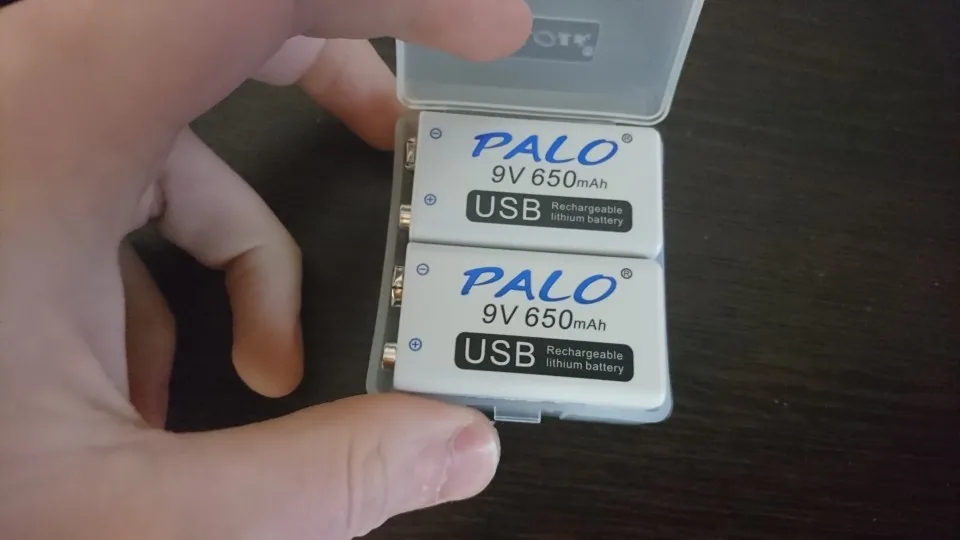 ⊖ PALO®
9V 650mAh
⊕ USB Rechargeable
lithium battery
⊖ PALO®
9V 650mAh
⊕ USB Rechargeable
lithium battery